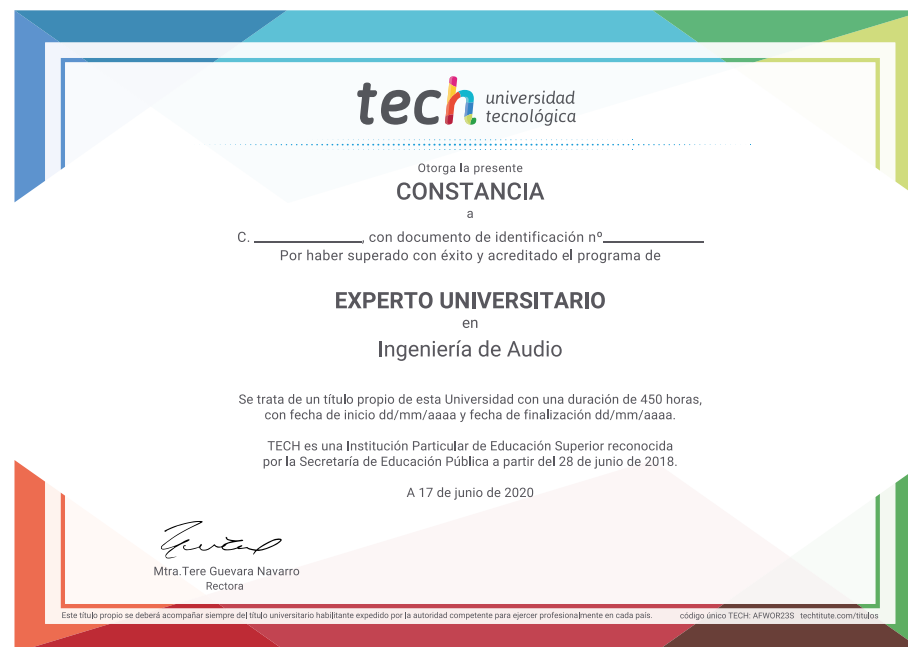 tech universidad
tecnológica
Otorga la presente
CONSTANCIA
a
C. ____________, con documento de identificación nº____________
Por haber superado con éxito y acreditado el programa de
EXPERTO UNIVERSITARIO
en
Ingeniería de Audio
Se trata de un título propio de esta Universidad con una duración de 450 horas,
con fecha de inicio dd/mm/aaaa y fecha de finalización dd/mm/aaaa.
TECH es una Institución Particular de Educación Superior reconocida
por la Secretaría de Educación Pública a partir del 28 de junio de 2018.
A 17 de junio de 2020
Mtra.Tere Guevara Navarro
Rectora
Este título propio se deberá acompañar siempre del título universitario habilitante expedido por la autoridad competente para ejercer profesionalmente en cada país. código único TECH: AFWOR23S techtitute.com/titulos